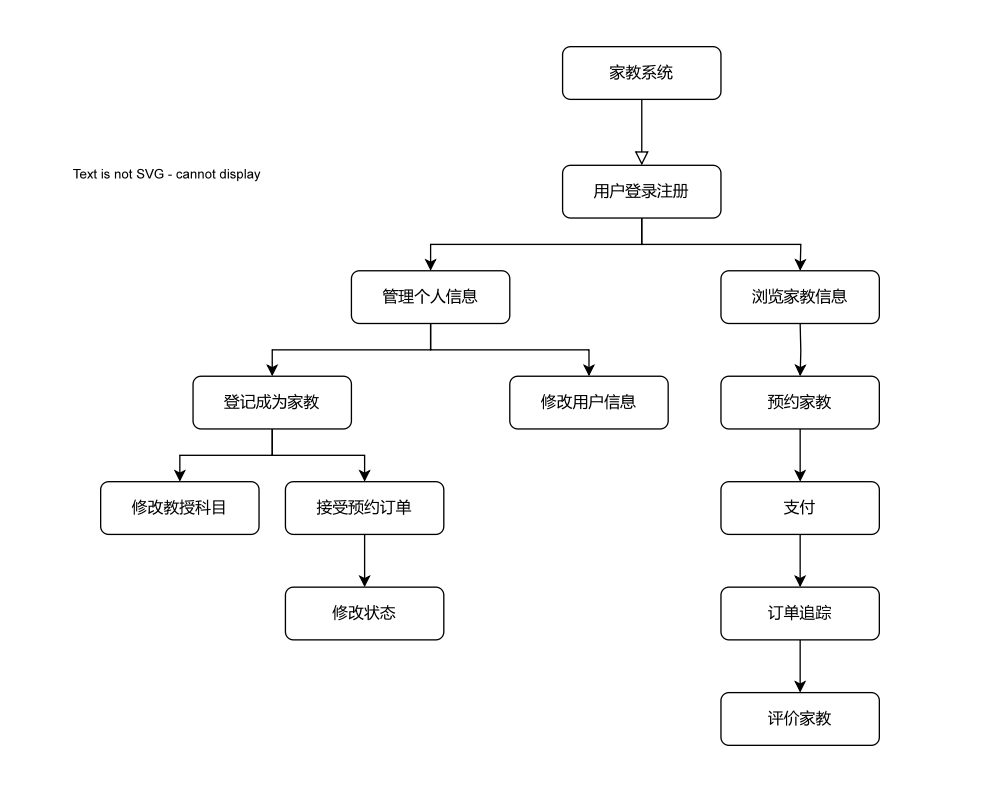 家教系统
Text is not SVG - cannot display
用户登录注册
管理个人信息
浏览家教信息
登记成为家教
修改用户信息
预约家教
修改教授科目
接受预约订单
支付
修改状态
订单追踪
评价家教